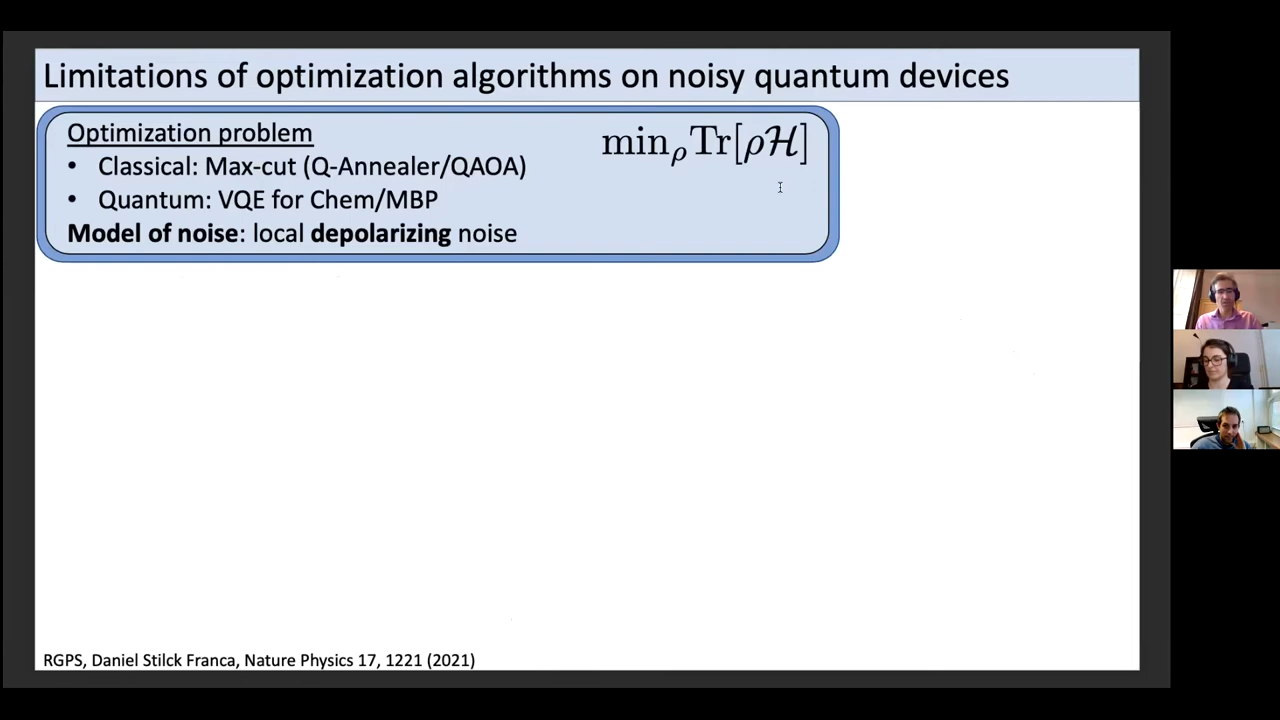 Limitations of optimization algorithms on noisy quantum devices
Optimization problem
min_ρ Tr[ρℋ]
• Classical: Max-cut (Q-Annealer/QAOA)
• Quantum: VQE for Chem/MBP
Model of noise: local depolarizing noise
RGPS, Daniel Stilck Franca, Nature Physics 17, 1221 (2021)